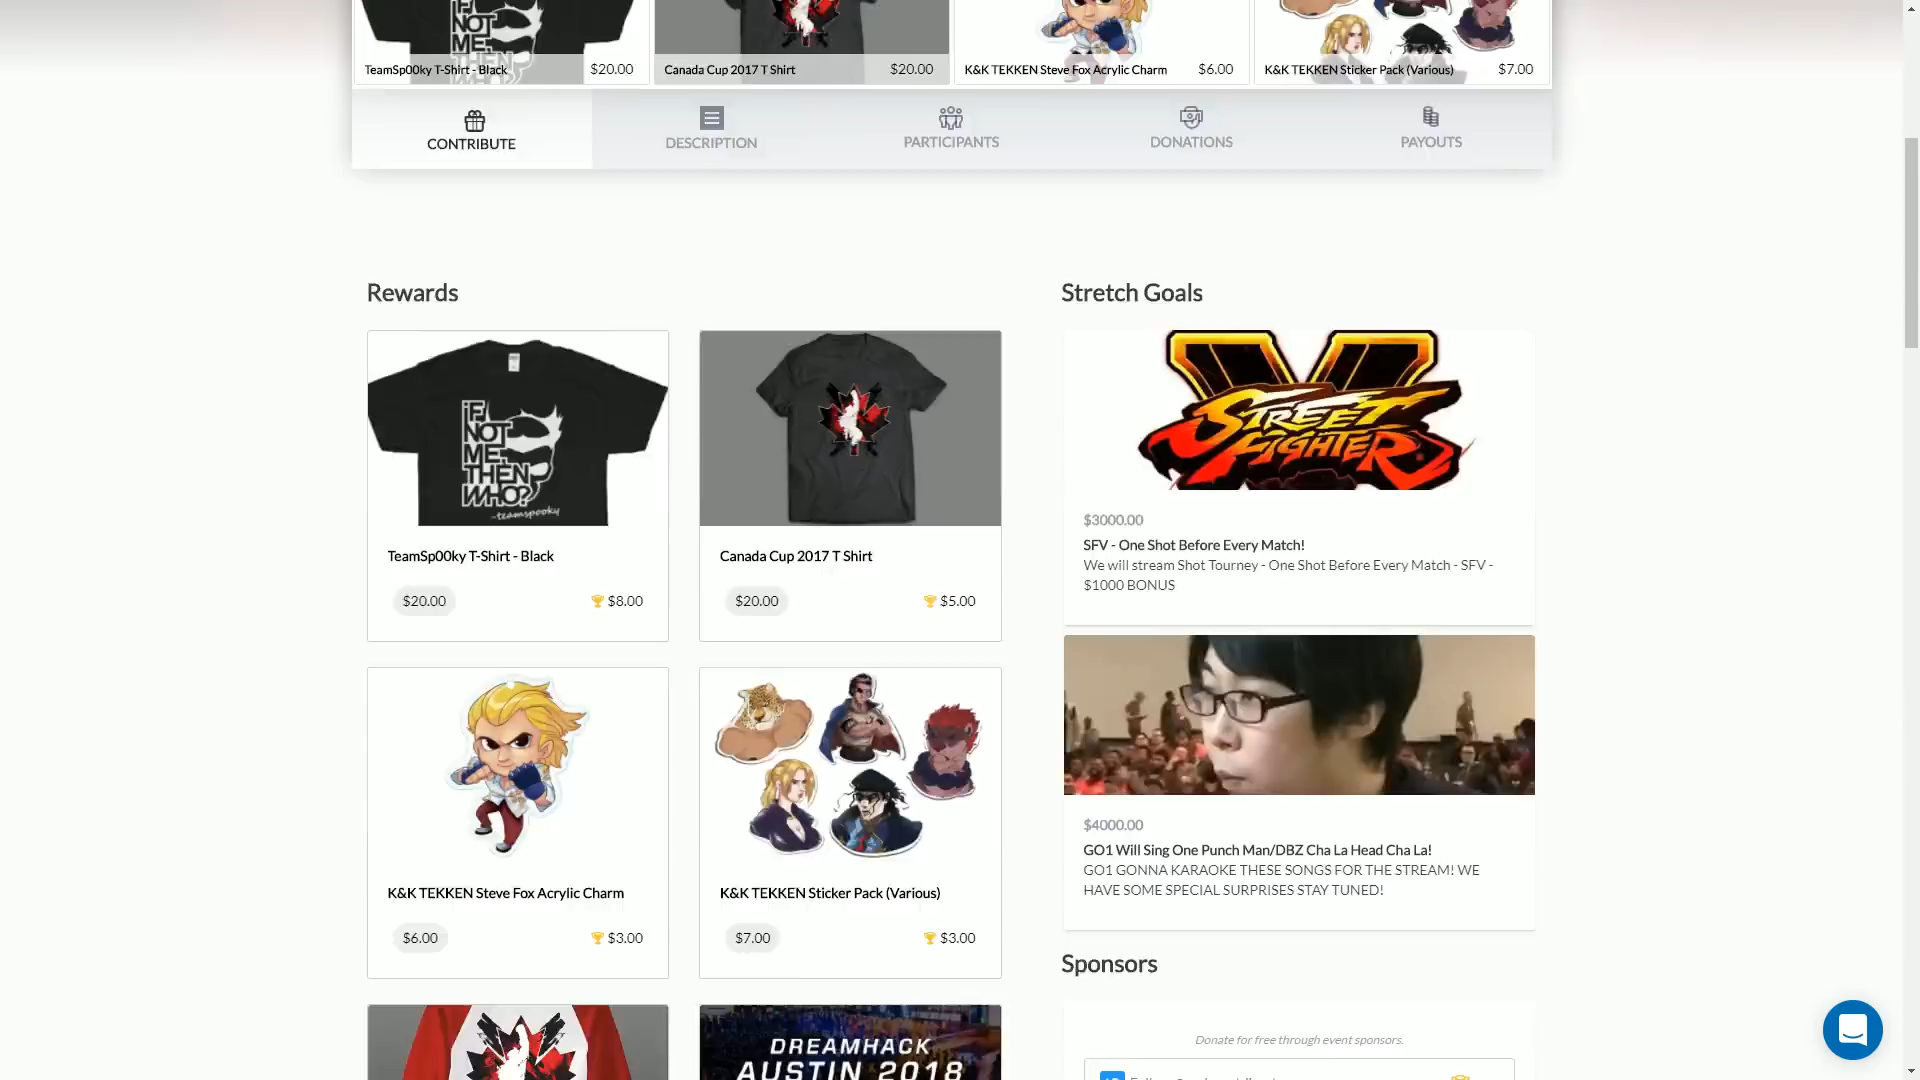 TeamSp00ky T-Shirt - Black $20.00
Canada Cup 2017 T Shirt $20.00
K&K TEKKEN Steve Fox Acrylic Charm $6.00
K&K TEKKEN Sticker Pack (Various) $7.00
CONTRIBUTE
DESCRIPTION
PARTICIPANTS
DONATIONS
PAYOUTS
Rewards
IF
NOT
ME,
THEN
WHO?
-teamspooky
TeamSp00ky T-Shirt - Black
$20.00 $8.00
Canada Cup 2017 T Shirt
$20.00 $5.00
K&K TEKKEN Steve Fox Acrylic Charm
$6.00 $3.00
K&K TEKKEN Sticker Pack (Various)
$7.00 $3.00
DREAMHACK
AUSTIN 2018
Stretch Goals
V
STREET
FIGHTER
$3000.00
SFV - One Shot Before Every Match!
We will stream Shot Tourney - One Shot Before Every Match - SFV -
$1000 BONUS
$4000.00
GO1 Will Sing One Punch Man/DBZ Cha La Head Cha La!
GO1 GONNA KARAOKE THESE SONGS FOR THE STREAM! WE
HAVE SOME SPECIAL SURPRISES STAY TUNED!
Sponsors
Donate for free through event sponsors.